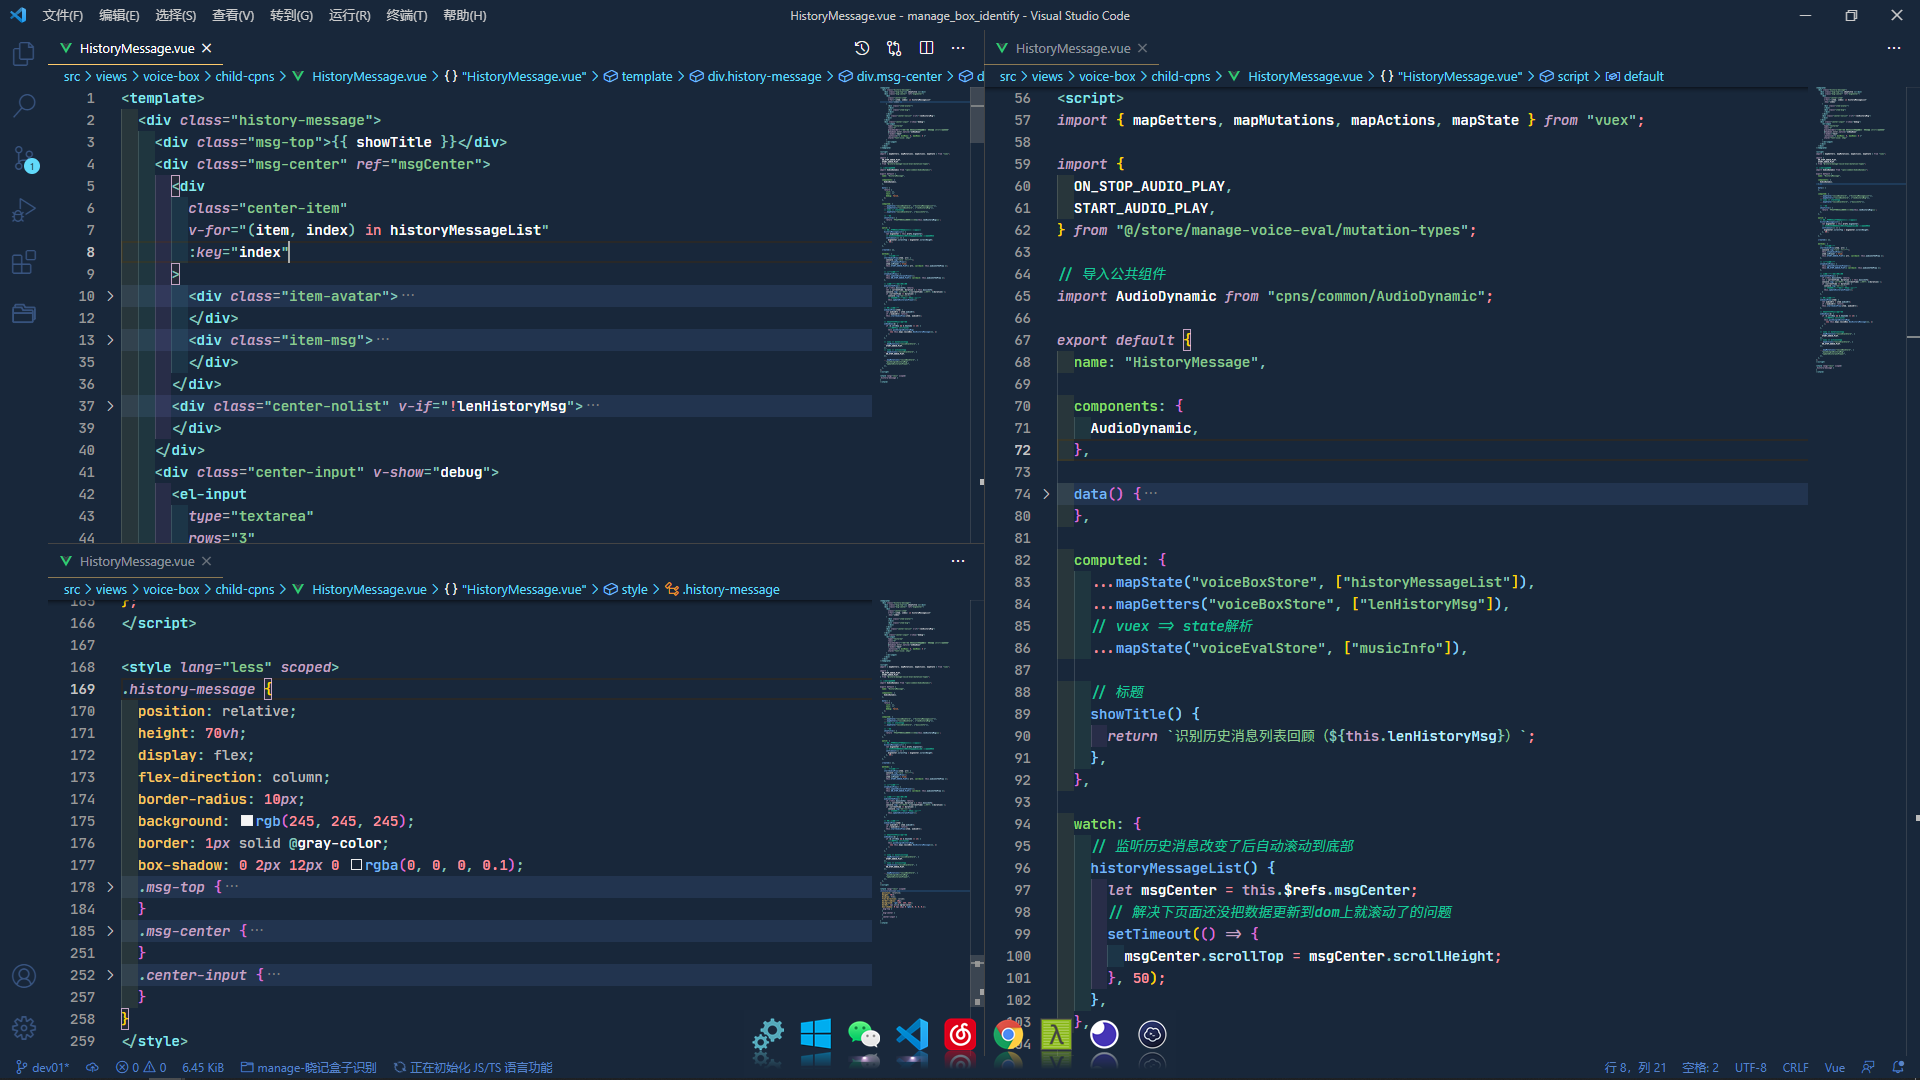 文件(F) 编辑(E) 选择(S) 查看(V) 转到(G) 运行(R) 终端(T) 帮助(H)
HistoryMessage.vue - manage_box_identify - Visual Studio Code
HistoryMessage.vue
src > views > voice-box > child-cpns > HistoryMessage.vue > {} "HistoryMessage.vue" > template > div.history-message > div.msg-center > d
1 <template>
2 <div class="history-message">
3 <div class="msg-top">{{ showTitle }}</div>
4 <div class="msg-center" ref="msgCenter">
5 <div
6 class="center-item"
7 v-for="(item, index) in historyMessageList"
8 :key="index"
9 >
10 <div class="item-avatar">···
12 </div>
13 <div class="item-msg">···
35 </div>
36 </div>
37 <div class="center-nolist" v-if="!lenHistoryMsg">···
39 </div>
40 </div>
41 <div class="center-input" v-show="debug">
42 <el-input
43 type="textarea"
44 rows="3"
HistoryMessage.vue
src > views > voice-box > child-cpns > HistoryMessage.vue > {} "HistoryMessage.vue" > style > .history-message
165 };
166 </script>
167
168 <style lang="less" scoped>
169 .history-message {
170 position: relative;
171 height: 70vh;
172 display: flex;
173 flex-direction: column;
174 border-radius: 10px;
175 background: rgb(245, 245, 245);
176 border: 1px solid @gray-color;
177 box-shadow: 0 2px 12px 0 rgba(0, 0, 0, 0.1);
178 .msg-top {···
184 }
185 .msg-center {···
251 }
252 .center-input {···
257 }
258 }
259 </style>
HistoryMessage.vue
src > views > voice-box > child-cpns > HistoryMessage.vue > {} "HistoryMessage.vue" > script > default
56 <script>
57 import { mapGetters, mapMutations, mapActions, mapState } from "vuex";
58
59 import {
60 ON_STOP_AUDIO_PLAY,
61 START_AUDIO_PLAY,
62 } from "@/store/manage-voice-eval/mutation-types";
63
64 // 导入公共组件
65 import AudioDynamic from "cpns/common/AudioDynamic";
66
67 export default {
68 name: "HistoryMessage",
69
70 components: {
71 AudioDynamic,
72 },
73
74 data() {···
80 },
81
82 computed: {
83 ...mapState("voiceBoxStore", ["historyMessageList"]),
84 ...mapGetters("voiceBoxStore", ["lenHistoryMsg"]),
85 // vuex => state解析
86 ...mapState("voiceEvalStore", ["musicInfo"]),
87
88 // 标题
89 showTitle() {
90 return `识别历史消息列表回顾（${this.lenHistoryMsg}）`;
91 },
92 },
93
94 watch: {
95 // 监听历史消息改变了后自动滚动到底部
96 historyMessageList() {
97 let msgCenter = this.$refs.msgCenter;
98 // 解决下页面还没把数据更新到dom上就滚动了的问题
99 setTimeout(() => {
100 msgCenter.scrollTop = msgCenter.scrollHeight;
101 }, 50);
102 },
103 },
1
dev01* 0 0 6.45 KiB manage-晓记盒子识别 正在初始化 JS/TS 语言功能
行 8，列 21 空格: 2 UTF-8 CRLF Vue